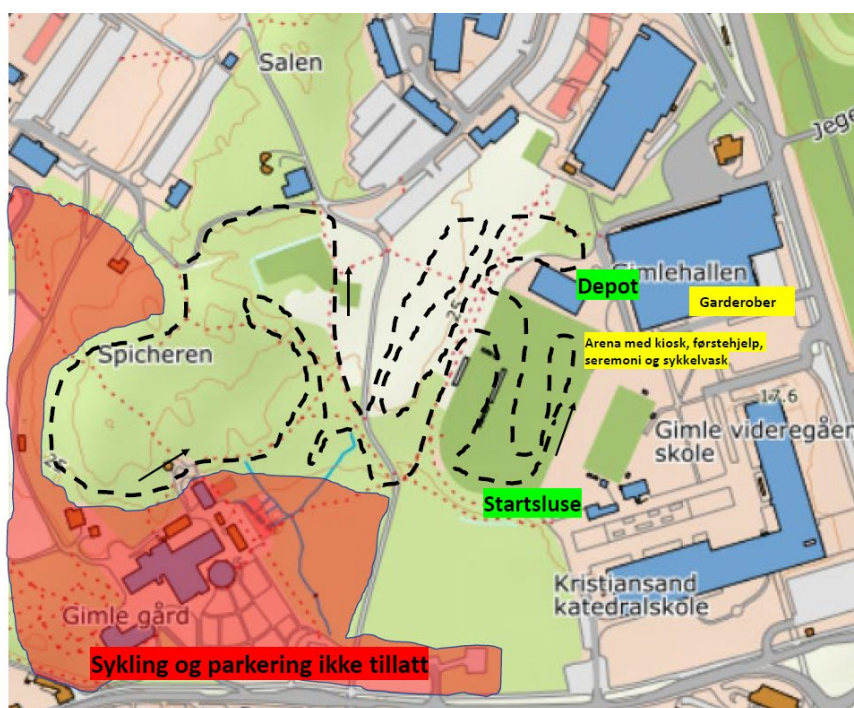 Salen
Jege
Gimlehallen
Depot
Garderober
Arena med kiosk, førstehjelp,
seremoni og sykkelvask
Spicheren
25
17.6
Gimle videregåen
skole
25
Startsluse
Kristiansand
katedralskole
Gimle gård
Sykling og parkering ikke tillatt